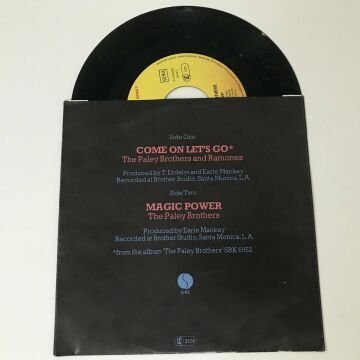 Side One
COME ON LET'S GO*
The Paley Brothers and Ramones
Produced by T. Erdelyi and Earle Mankey
Recorded at Brother Studio, Santa Monica, L.A.
Side Two
MAGIC POWER
The Paley Brothers
Produced by Earle Mankey
Recorded at Brother Studio, Santa Monica, L.A.
*from the album 'The Paley Brothers' SRK 6052
SIRE